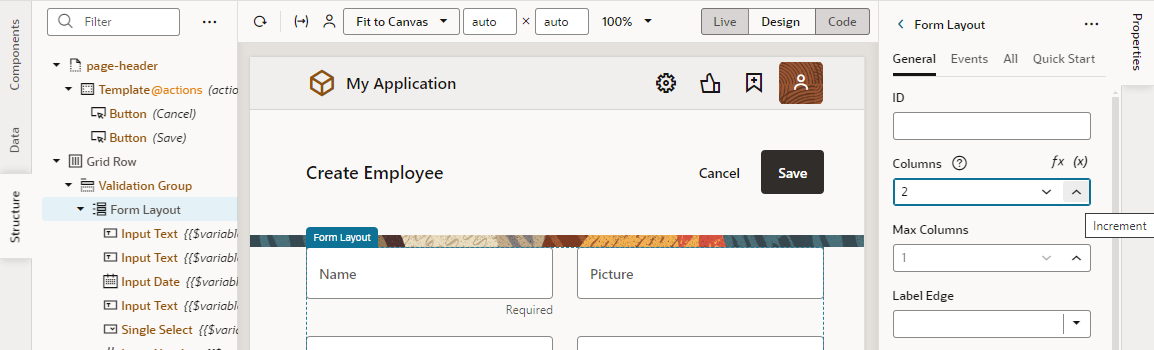 Components
Data
Structure
Filter
page-header
Template@actions (actio
Button (Cancel)
Button (Save)
Grid Row
Validation Group
Form Layout
Input Text {{$variabl
Input Text {{$variabl
Input Date {{$variabl
Input Text {{$variabl
Single Select {{$varia
Fit to Canvas
auto × auto
100%
Live Design Code
My Application
Create Employee
Cancel
Save
Form Layout
Name
Picture
Required
Form Layout
General Events All Quick Start
ID
Columns
fx (x)
2
Increment
Max Columns
1
Label Edge
Properties